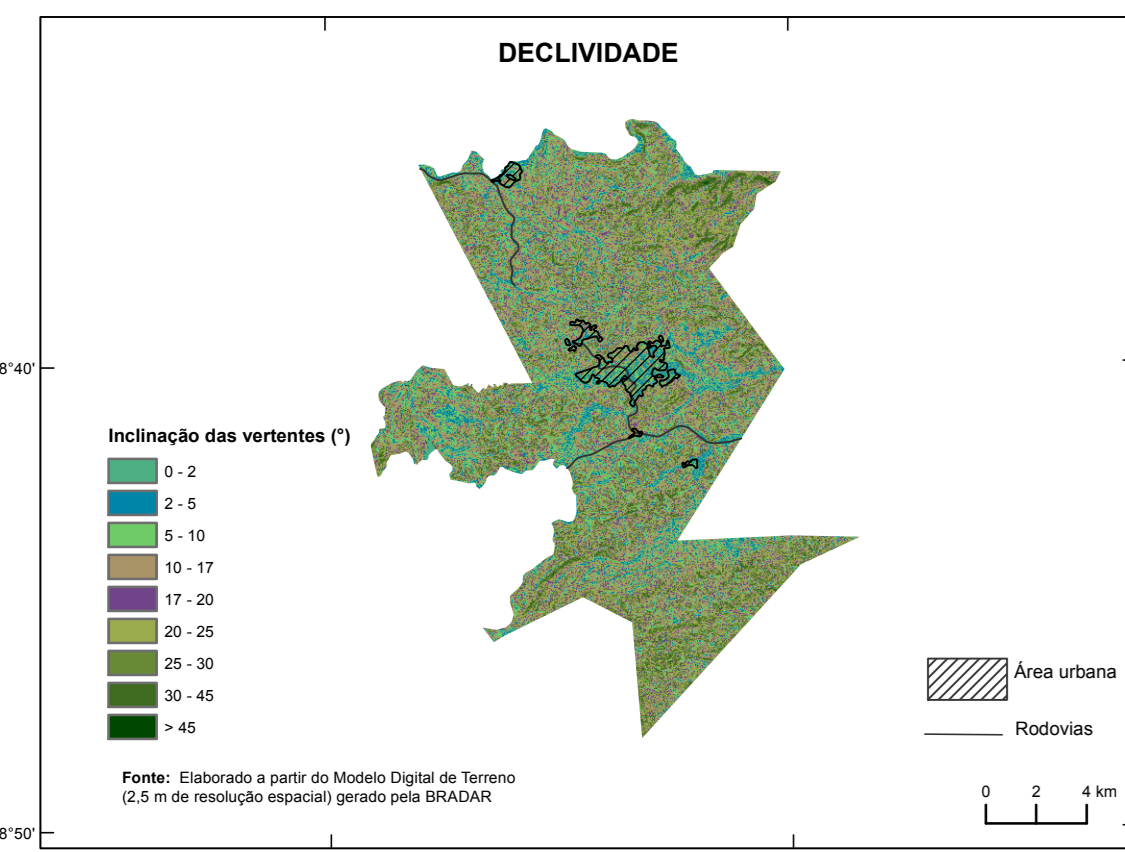 DECLIVIDADE
8°40'
Inclinação das vertentes (°)
0 - 2
2 - 5
5 - 10
10 - 17
17 - 20
20 - 25
25 - 30
30 - 45
> 45
Área urbana
Rodovias
Fonte: Elaborado a partir do Modelo Digital de Terreno
(2,5 m de resolução espacial) gerado pela BRADAR
0 2 4 km
8°50'